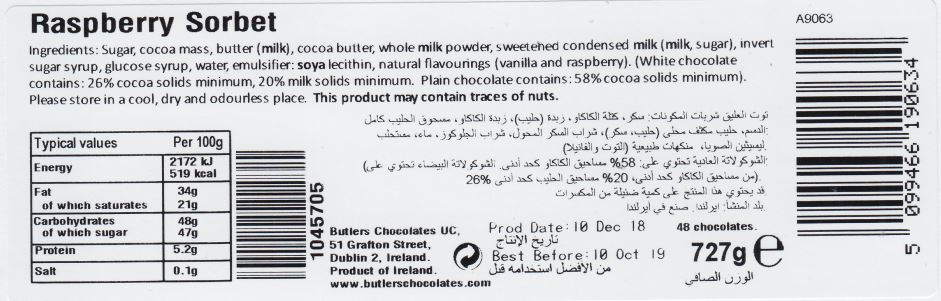 Raspberry Sorbet
A9063
Ingredients: Sugar, cocoa mass, butter (milk), cocoa butter, whole milk powder, sweetened condensed milk (milk, sugar), invert
sugar syrup, glucose syrup, water, emulsifier: soya lecithin, natural flavourings (vanilla and raspberry). (White chocolate
contains: 26% cocoa solids minimum, 20% milk solids minimum. Plain chocolate contains: 58% cocoa solids minimum).
Please store in a cool, dry and odourless place. This product may contain traces of nuts.
توت العليق شربات المكونات: سكر، كتلة الكاكاو، زبدة (حليب)، زبدة الكاكاو، مسحوق الحليب كامل
الدسم، حليب مكثف محلى (حليب، سكر)، شراب السكر المحول، شراب الجلوكوز، ماء، مستحلب:
ليسيثين الصويا، منكهات طبيعية (التوت والفانيلا).
الشوكولاتة العادية تحتوي على: 58% مساحيق الكاكاو كحد أدنى. الشوكولاتة البيضاء تحتوي على)
26% من مساحيق الكاكاو كحد أدنى، 20% مساحيق الحليب كحد أدنى).
قد يحتوي هذا المنتج على كمية ضئيلة من المكسرات
بلد المنشأ: ايرلندا. صنع في أيرلندا.
Typical values Per 100g
Energy 2172 kJ
519 kcal
Fat 34g
of which saturates 21g
Carbohydrates 48g
of which sugar 47g
Protein 5.2g
Salt 0.1g
1045705
Butlers Chocolates UC,
51 Grafton Street,
Dublin 2, Ireland.
Product of Ireland.
www.butlerschocolates.com
Prod Date: 10 Dec 18
تاريخ الإنتاج
Best Before: 10 Oct 19
من الافضل استخدامه قبل
48 chocolates.
727g e
الوزن الصافي
5 099466 190634